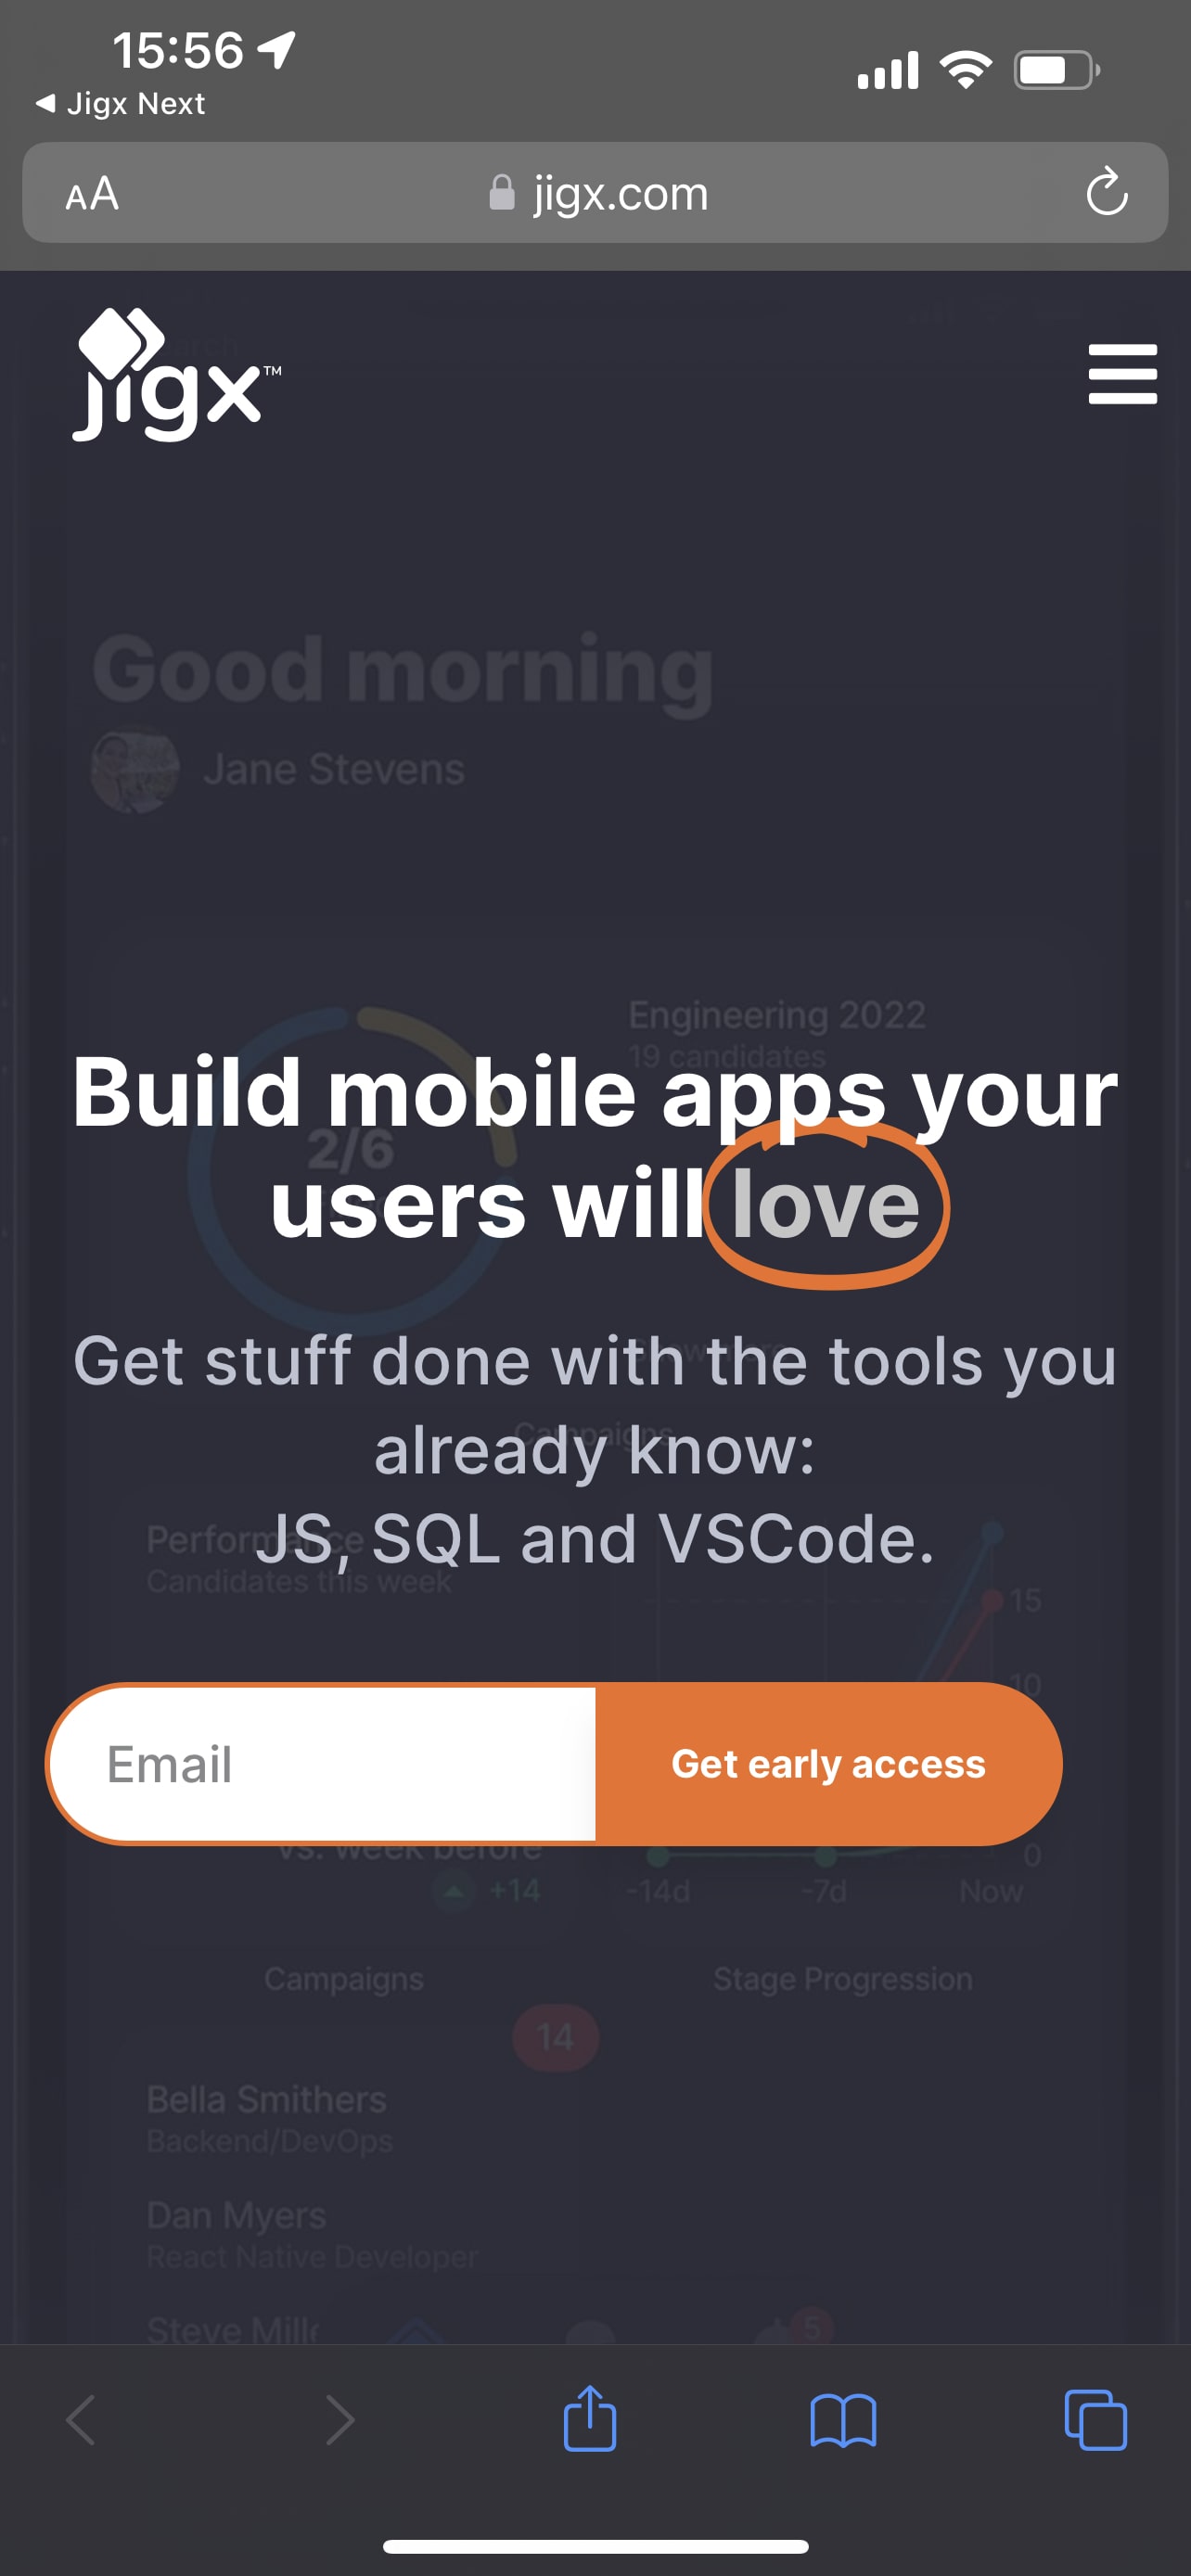 15:56
Jigx Next
AA
jigx.com
jigx™
Good morning
Jane Stevens
Engineering 2022
19 candidates
Build mobile apps your
2/6
users will love
Get stuff done with the tools you
Campaigns
already know:
Performance
JS, SQL and VSCode.
Candidates this week
15
10
Email
Get early access
vs. week before
0
+14
-14d
-7d
Now
Campaigns
Stage Progression
14
Bella Smithers
Backend/DevOps
Dan Myers
React Native Developer
Steve
5